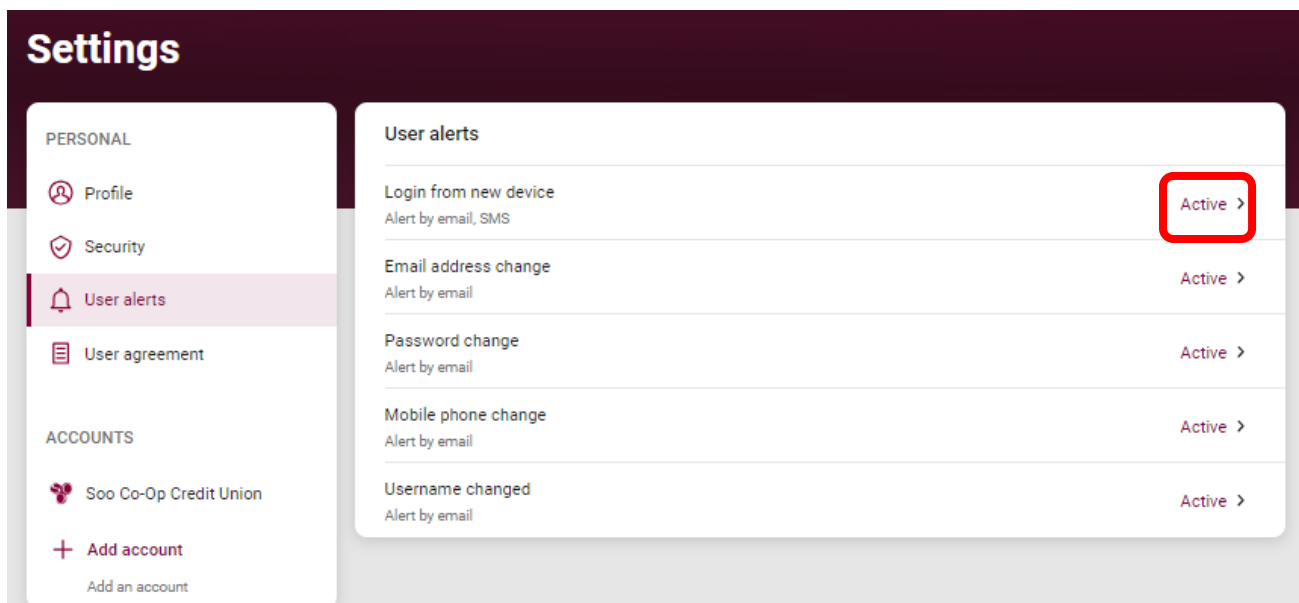 Settings
PERSONAL
Profile
Security
User alerts
User agreement
ACCOUNTS
Soo Co-Op Credit Union
Add account
Add an account
User alerts
Login from new device
Alert by email, SMS
Active
Email address change
Alert by email
Active
Password change
Alert by email
Active
Mobile phone change
Alert by email
Active
Username changed
Alert by email
Active